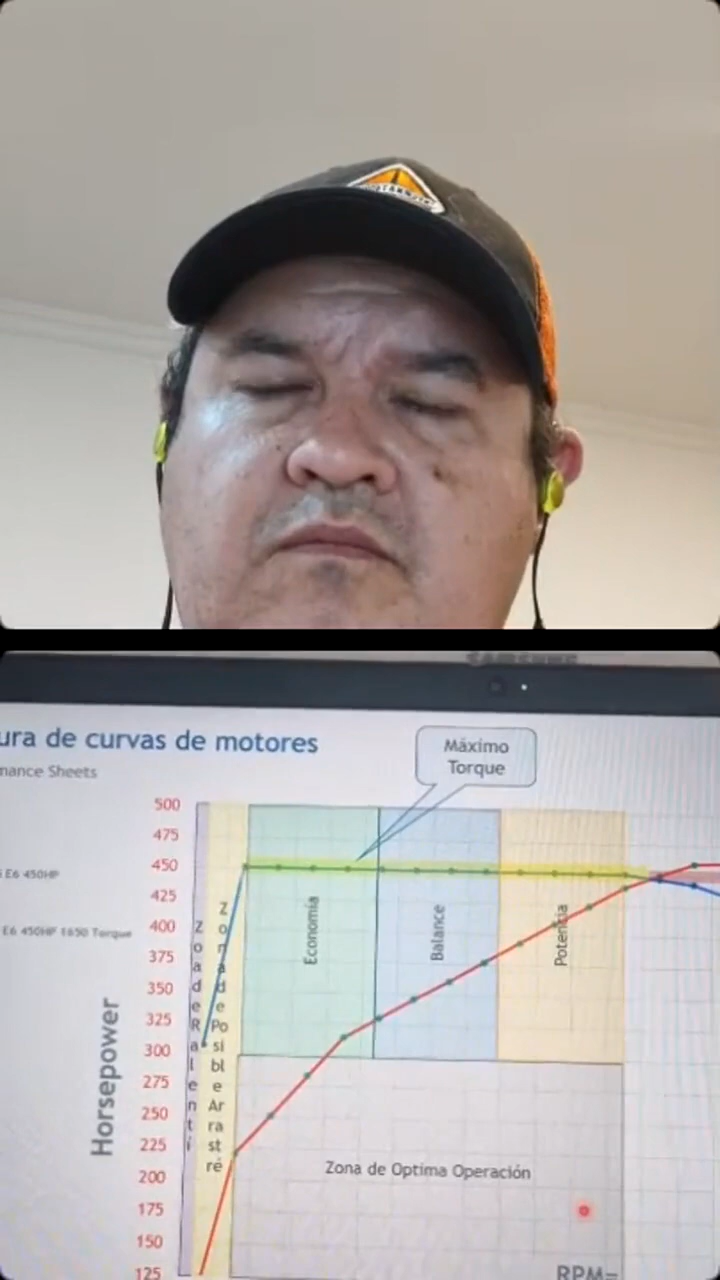 ura de curvas de motores
nance Sheets
Máximo
Torque
500
475
450
425
400
375
350
325
300
275
250
225
200
175
150
125
E6 450HP
E6 450HP 1650 Torque
Horsepower
Zona de Ralentí
Zona de Posible Arrastré
Economía
Balance
Potencia
Zona de Optima Operación
RPM=